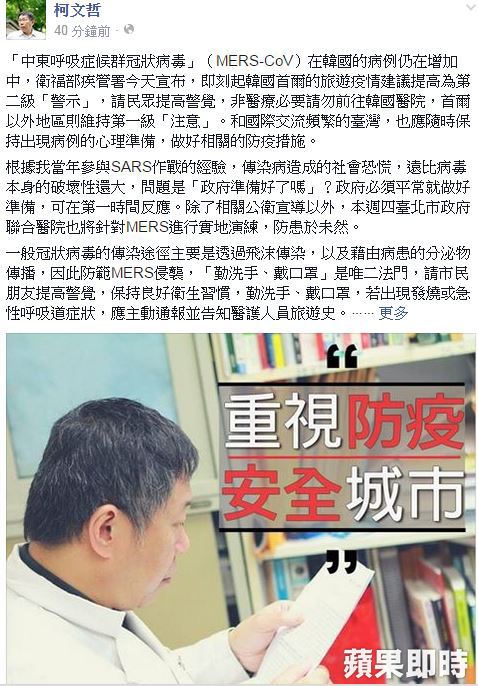 柯文哲
40 分鐘前 ·
「中東呼吸症候群冠狀病毒」（MERS-CoV）在韓國的病例仍在增加
中，衛福部疾管署今天宣布，即刻起韓國首爾的旅遊疫情建議提高為第
二級「警示」，請民眾提高警覺，非醫療必要請勿前往韓國醫院，首爾
以外地區則維持第一級「注意」。和國際交流頻繁的臺灣，也應隨時保
持出現病例的心理準備，做好相關的防疫措施。
根據我當年參與SARS作戰的經驗，傳染病造成的社會恐慌，遠比病毒
本身的破壞性還大，問題是「政府準備好了嗎」？政府必須平常就做好
準備，可在第一時間反應。除了相關公衛宣導以外，本週四臺北市政府
聯合醫院也將針對MERS進行實地演練，防患於未然。
一般冠狀病毒的傳染途徑主要是透過飛沫傳染，以及藉由病患的分泌物
傳播，因此防範MERS侵襲，「勤洗手、戴口罩」是唯二法門，請市民
朋友提高警覺，保持良好衛生習慣，勤洗手、戴口罩，若出現發燒或急
性呼吸道症狀，應主動通報並告知醫護人員旅遊史。⋯⋯ 更多
“
重視防疫
安全城市
”
蘋果即時